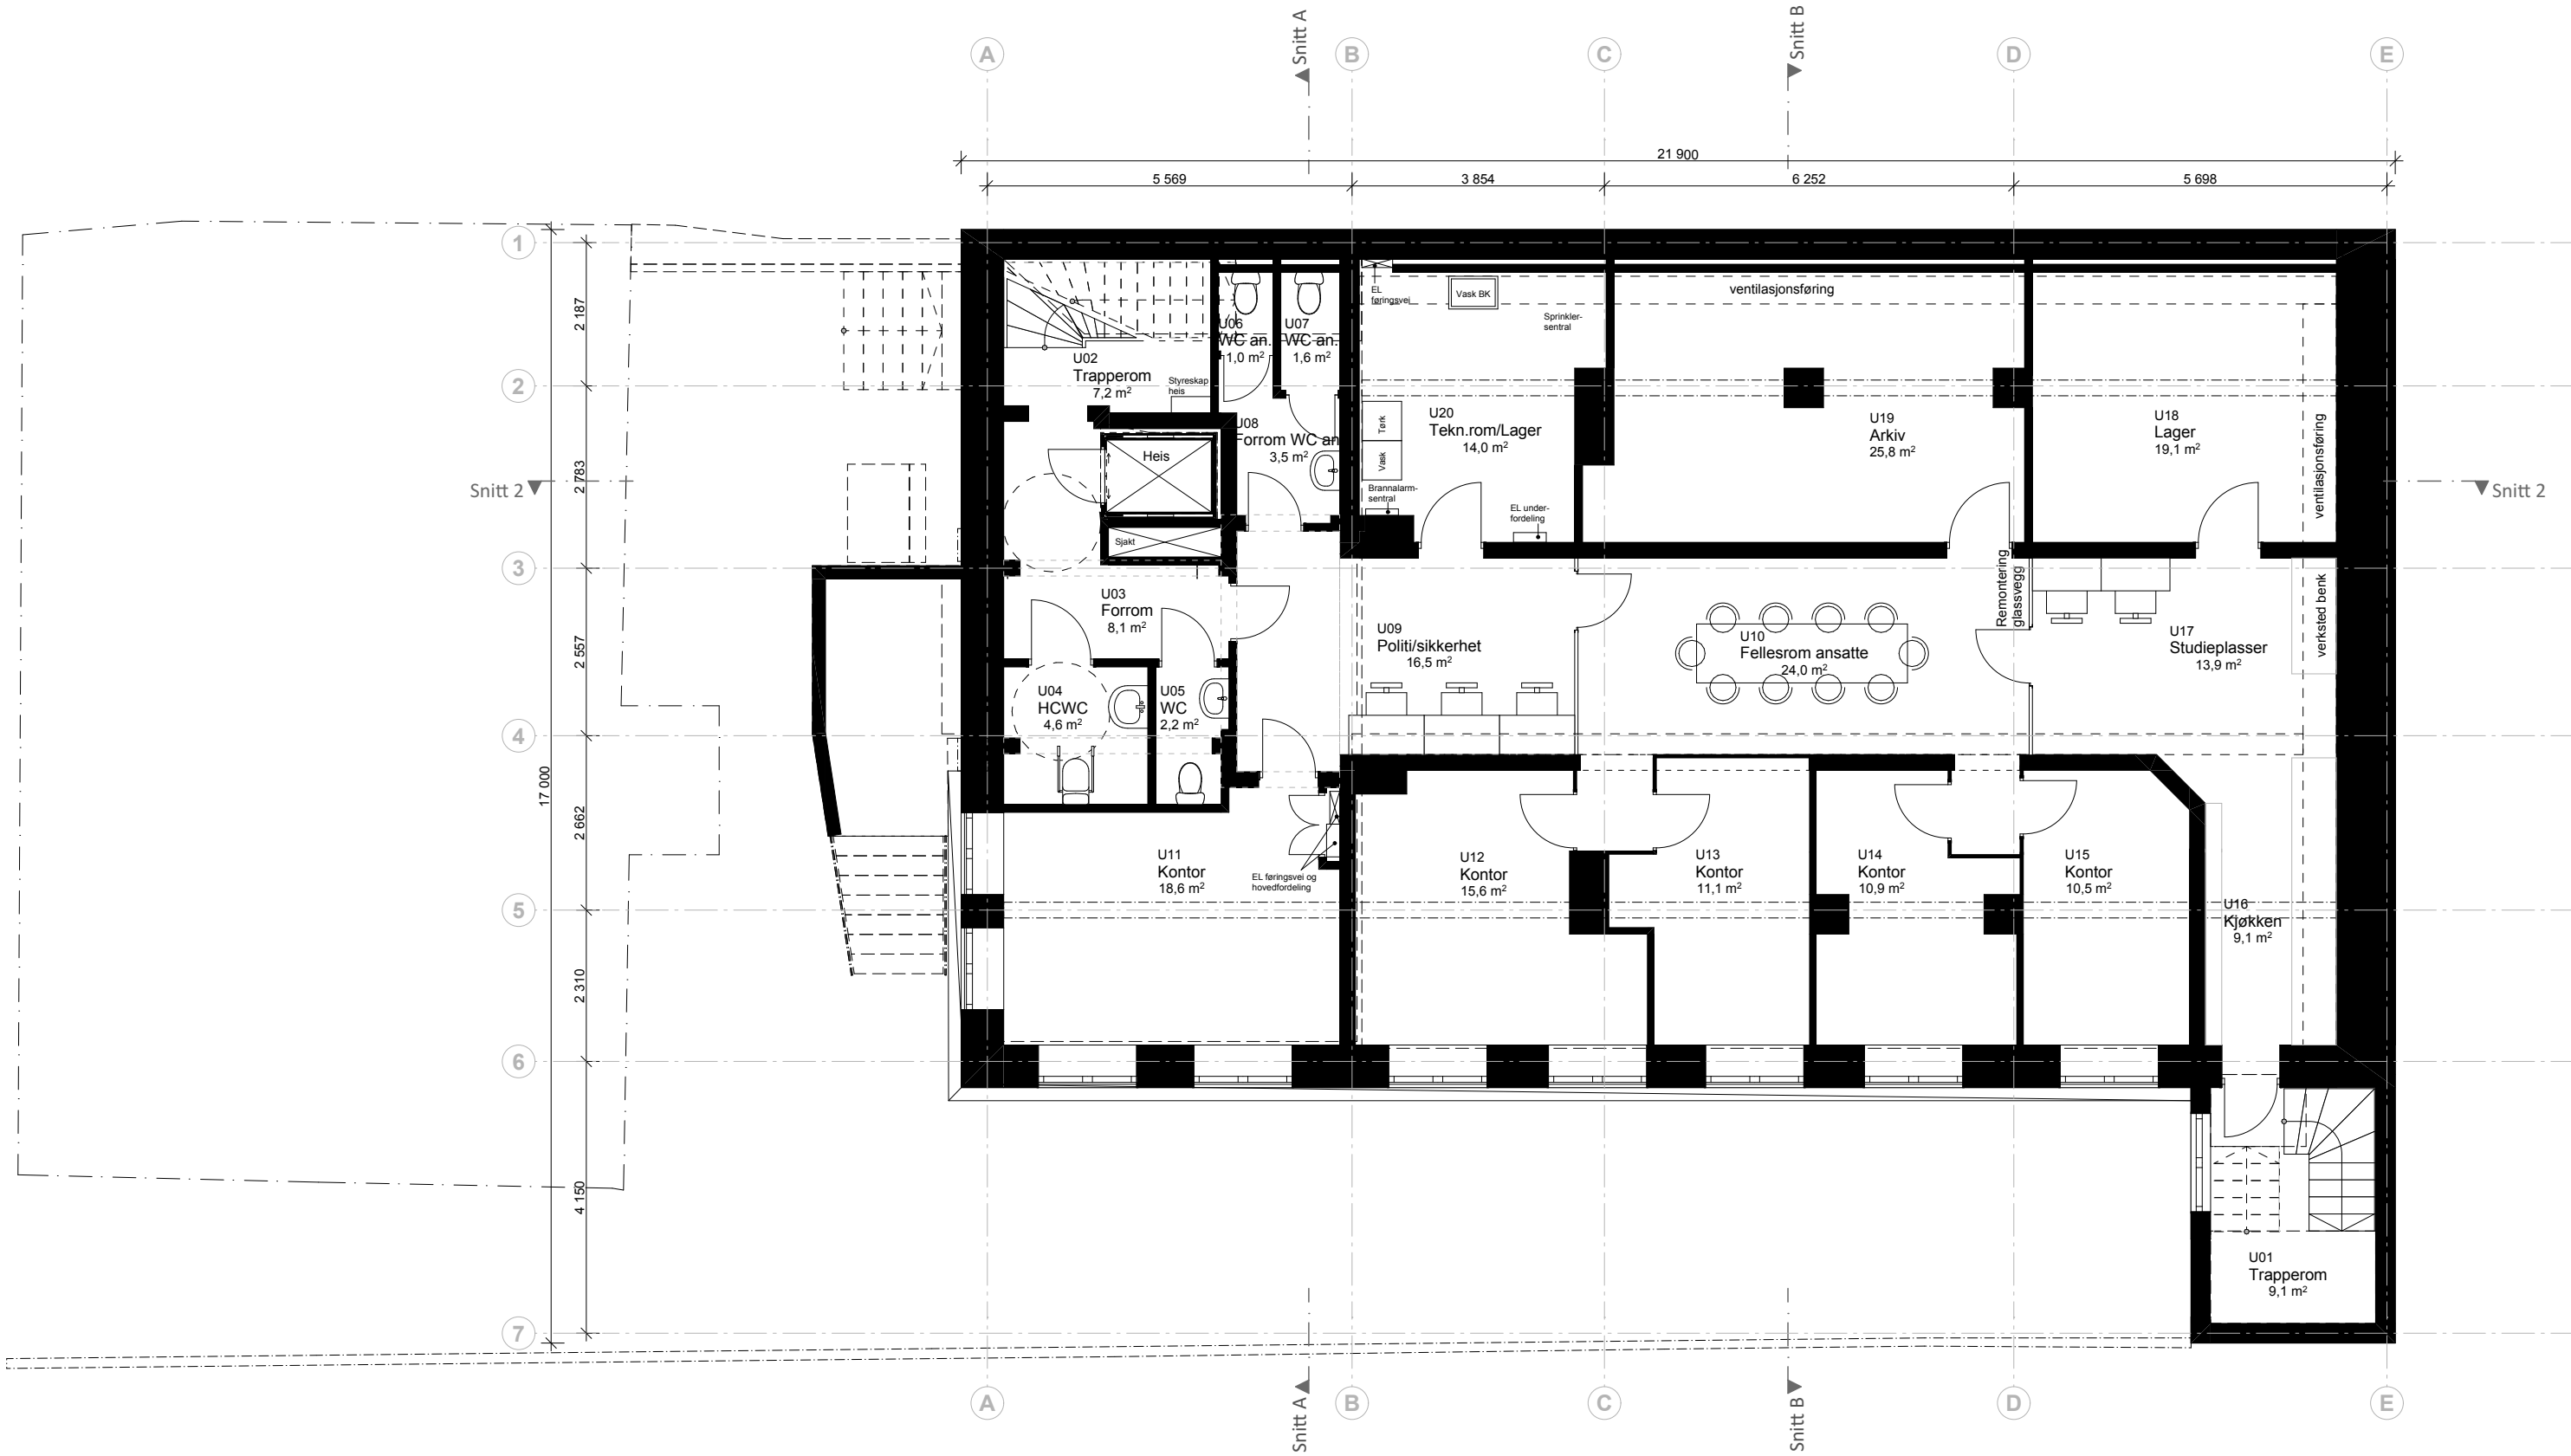 Snitt A
Snitt B
A
B
C
D
E
21 900
5 569
3 854
6 252
5 698
1
2
3
4
5
6
7
2 187
2 783
2 557
2 662
2 310
4 150
17 000
Snitt 2
Snitt 2
U02
Trapperom
7,2 m²
Styreskap
heis
U06
WC an.
1,0 m²
U07
WC an.
1,6 m²
EL
føringsvei
Vask BK
Sprinkler-
sentral
ventilasjonsføring
U08
Forrom WC an
3,5 m²
Heis
Sjakt
Tørk
Vask
U20
Tekn.rom/Lager
14,0 m²
Brannalarm-
sentral
EL under-
fordeling
U19
Arkiv
25,8 m²
U18
Lager
19,1 m²
ventilasjonsføring
U03
Forrom
8,1 m²
U04
HCWC
4,6 m²
U05
WC
2,2 m²
U09
Politi/sikkerhet
16,5 m²
U10
Fellesrom ansatte
24,0 m²
Remontering
glassvegg
U17
Studieplasser
13,9 m²
verksted benk
U11
Kontor
18,6 m²
EL føringsvei og
hovedfordeling
U12
Kontor
15,6 m²
U13
Kontor
11,1 m²
U14
Kontor
10,9 m²
U15
Kontor
10,5 m²
U16
Kjøkken
9,1 m²
U01
Trapperom
9,1 m²
A
B
C
D
E
Snitt A
Snitt B